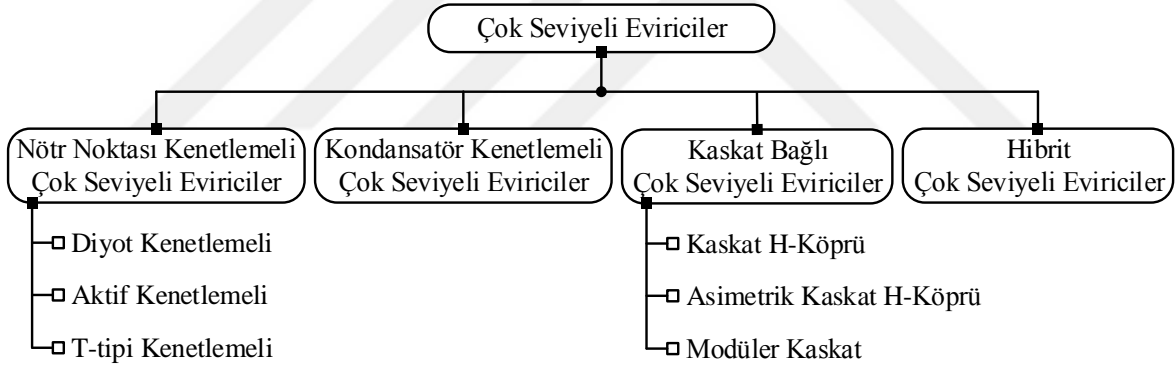 Çok Seviyeli Eviriciler
Nötr Noktası Kenetlemeli
Çok Seviyeli Eviriciler
Diyot Kenetlemeli
Aktif Kenetlemeli
T-tipi Kenetlemeli
Kondansatör Kenetlemeli
Çok Seviyeli Eviriciler
Kaskat Bağlı
Çok Seviyeli Eviriciler
Kaskat H-Köprü
Asimetrik Kaskat H-Köprü
Modüler Kaskat
Hibrit
Çok Seviyeli Eviriciler